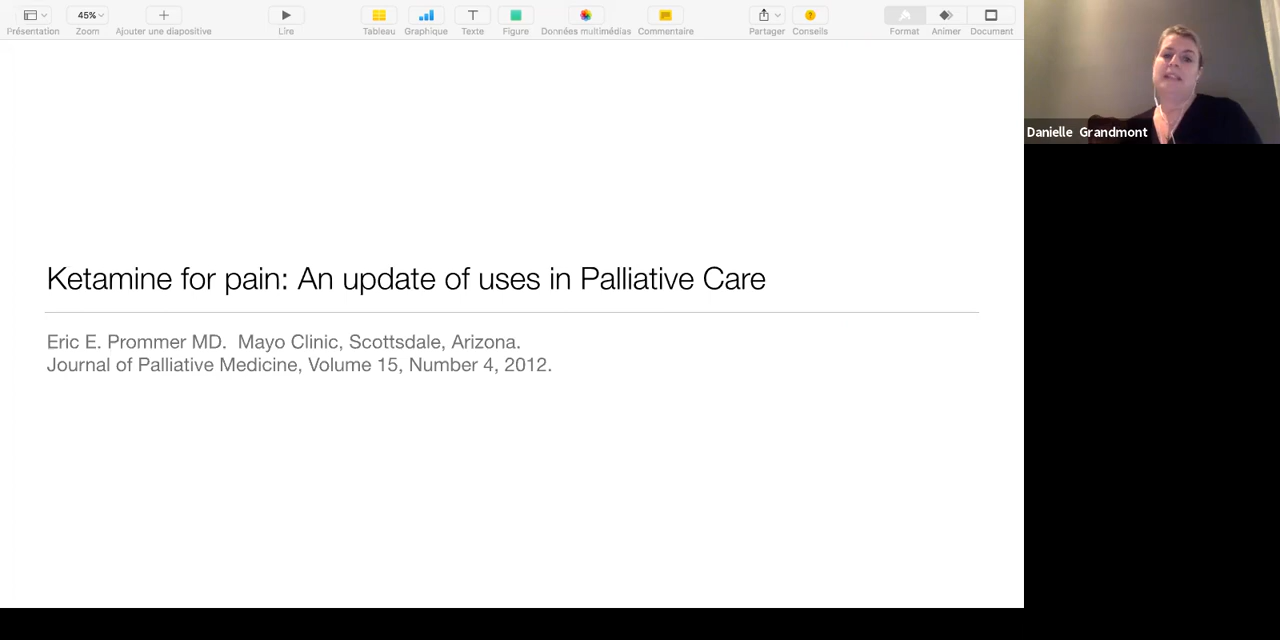 45%
Présentation Zoom Ajouter une diapositive Lire Tableau Graphique Texte Figure Données multimédias Commentaire Partager Conseils Format Animer Document
Danielle Grandmont
Ketamine for pain: An update of uses in Palliative Care
Eric E. Prommer MD. Mayo Clinic, Scottsdale, Arizona.
Journal of Palliative Medicine, Volume 15, Number 4, 2012.